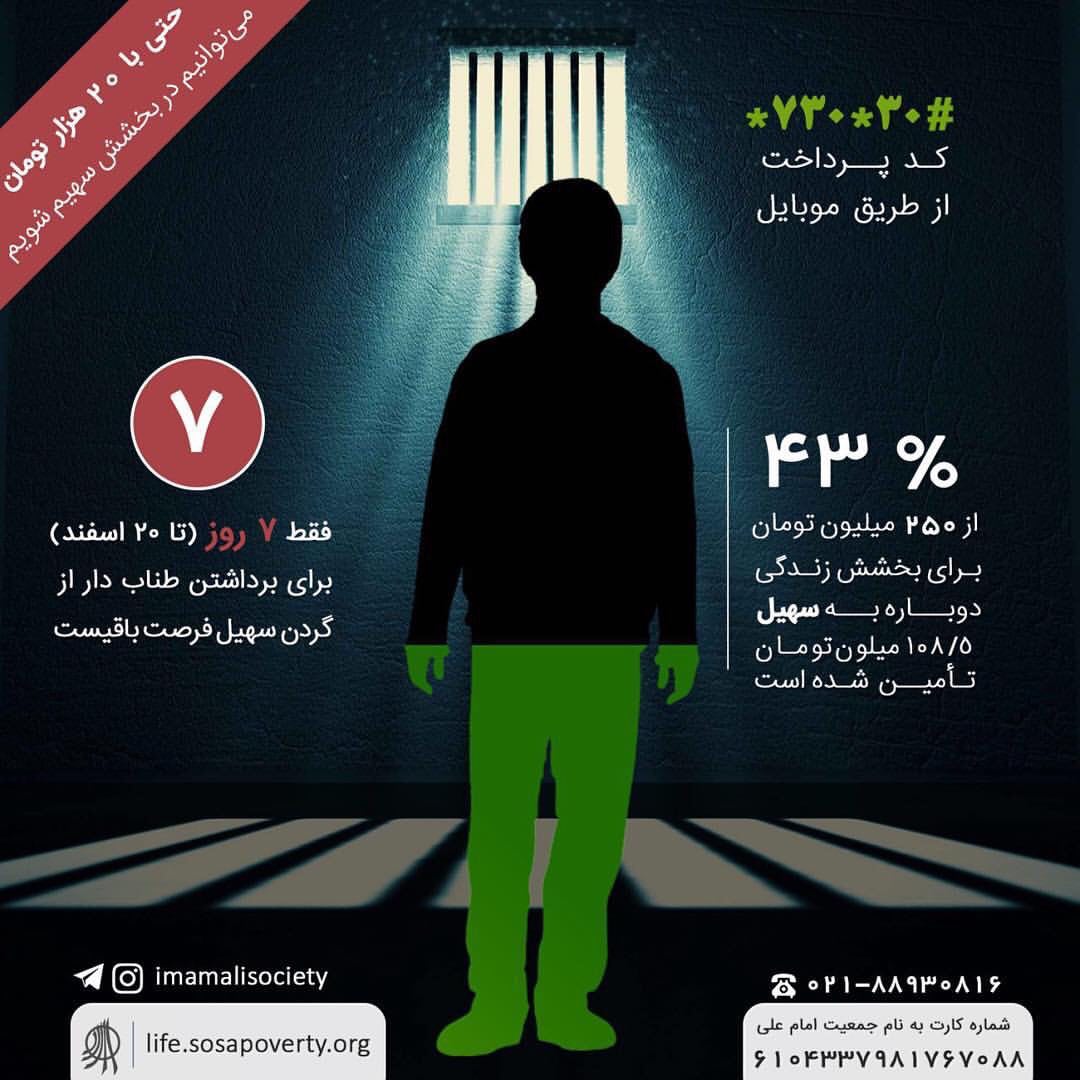 حتی با ۲۰ هزار تومان
می‌توانیم در بخشش سهیم شویم
*۷۳۰*۳۰#
کد پرداخت
از طریق موبایل
۷
فقط ۷ روز (تا ۲۰ اسفند)
برای برداشتن طناب دار از
گردن سهیل فرصت باقیست
% ۴۳
از ۲۵۰ میلیون تومان
برای بخشش زندگی
دوباره به سهیل
۱۰۸/۵ میلون تومان
تأمین شده است
imamalisociety
life.sosapoverty.org
۰۲۱-۸۸۹۳۰۸۱۶
شماره کارت به نام جمعیت امام علی
۶۱۰۴۳۳۷۹۸۱۷۶۷۰۸۸